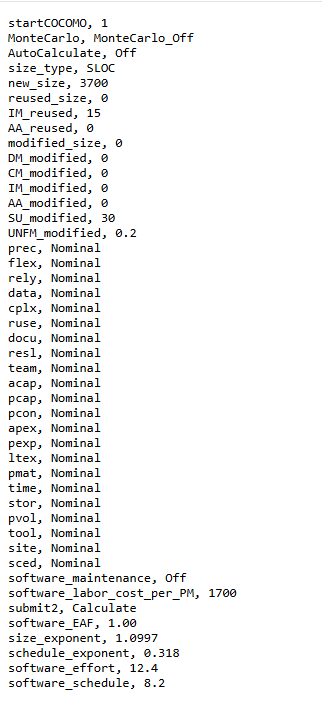 startCOCOMO, 1
MonteCarlo, MonteCarlo_Off
AutoCalculate, Off
size_type, SLOC
new_size, 3700
reused_size, 0
IM_reused, 15
AA_reused, 0
modified_size, 0
DM_modified, 0
CM_modified, 0
IM_modified, 0
AA_modified, 0
SU_modified, 30
UNFM_modified, 0.2
prec, Nominal
flex, Nominal
rely, Nominal
data, Nominal
cplx, Nominal
ruse, Nominal
docu, Nominal
resl, Nominal
team, Nominal
acap, Nominal
pcap, Nominal
pcon, Nominal
apex, Nominal
pexp, Nominal
ltex, Nominal
pmat, Nominal
time, Nominal
stor, Nominal
pvol, Nominal
tool, Nominal
site, Nominal
sced, Nominal
software_maintenance, Off
software_labor_cost_per_PM, 1700
submit2, Calculate
software_EAF, 1.00
size_exponent, 1.0997
schedule_exponent, 0.318
software_effort, 12.4
software_schedule, 8.2